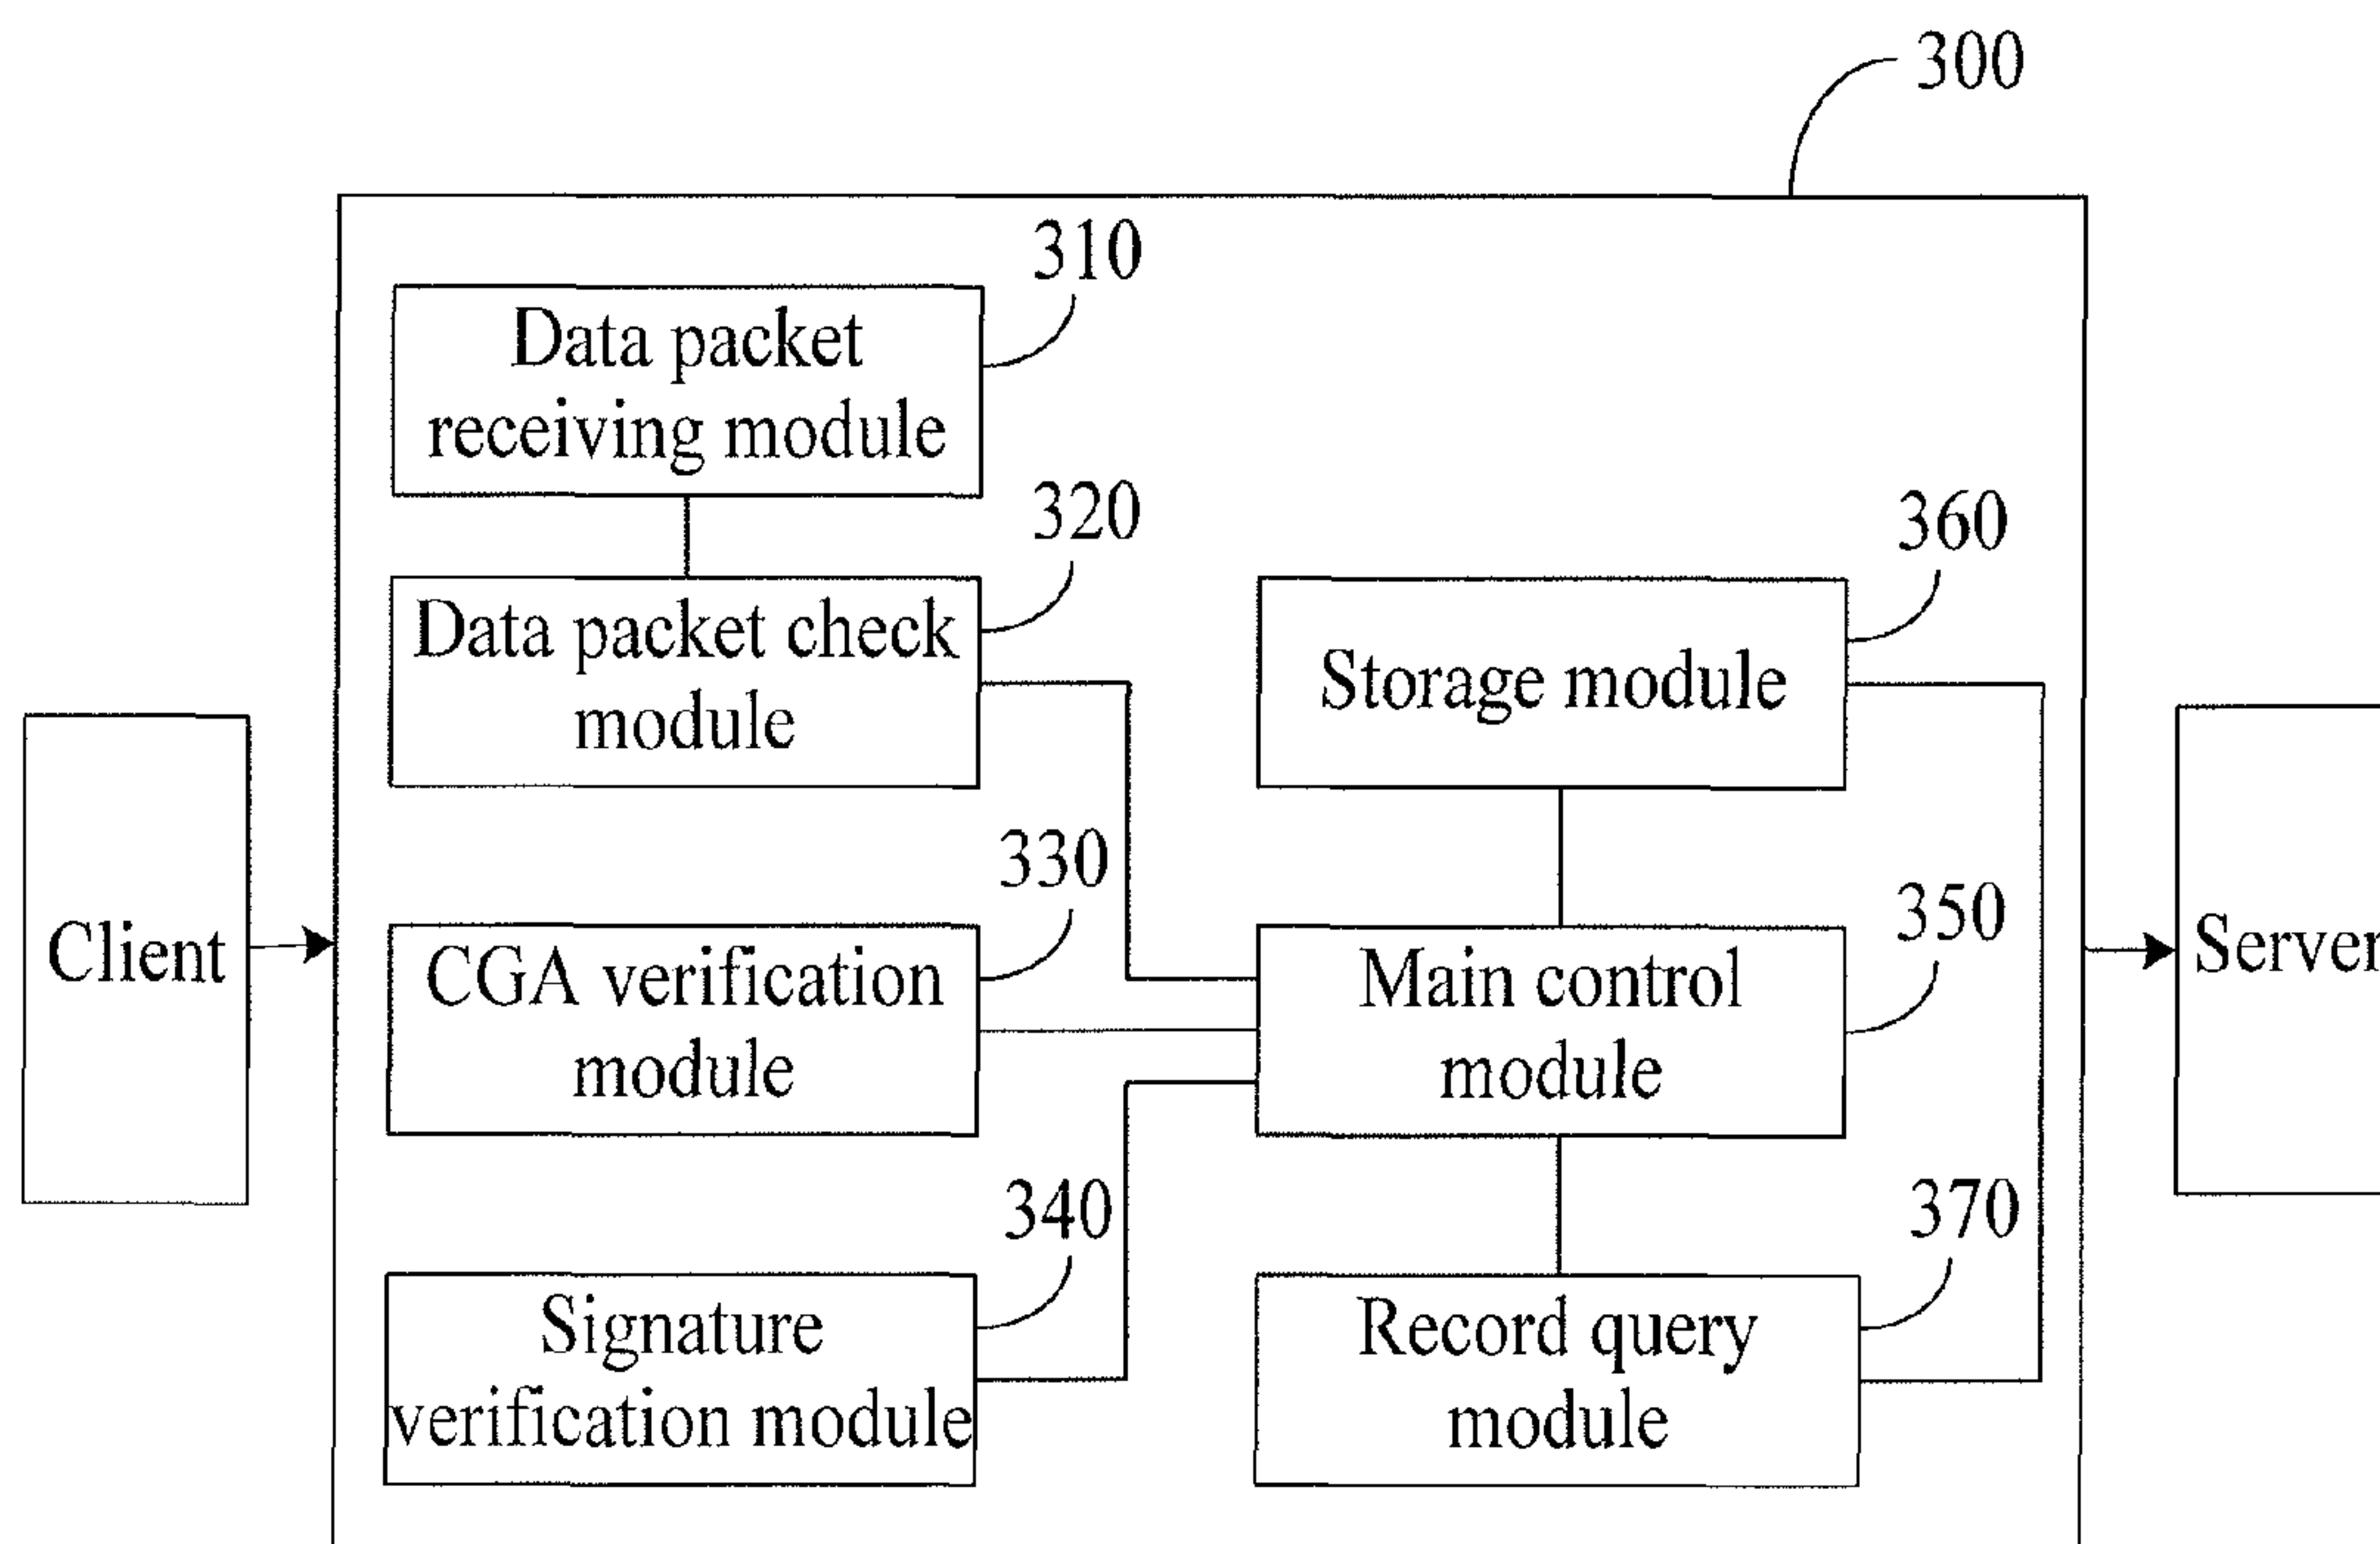 300
310
Data packet
receiving module
320
Data packet check
module
360
Storage module
330
CGA verification
module
350
Main control
module
Client
Server
340
Signature
verification module
370
Record query
module